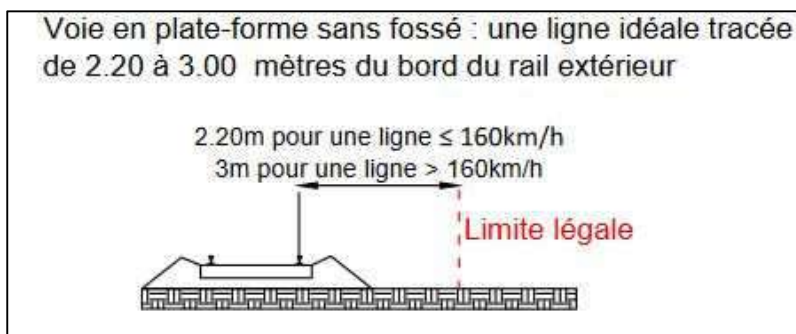 Voie en plate-forme sans fossé : une ligne idéale tracée
de 2.20 à 3.00 mètres du bord du rail extérieur
2.20m pour une ligne ≤ 160km/h
3m pour une ligne > 160km/h
Limite légale